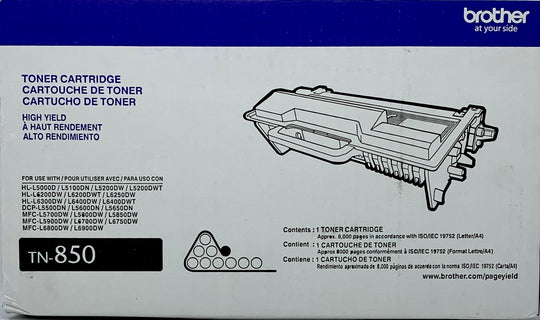 brother
at your side
TONER CARTRIDGE
CARTOUCHE DE TONER
CARTUCHO DE TONER
HIGH YIELD
À HAUT RENDEMENT
ALTO RENDIMIENTO
FOR USE WITH / POUR UTILISER AVEC / PARA USO CON
HL-L5000D / L5100DN / L5200DW / L5200DWT
HL-L6200DW / L6200DWT / L6250DW
HL-L6300DW / L6400DW / L6400DWT
DCP-L5500DN / L5600DN / L5650DN
MFC-L5700DW / L5800DW / L5850DW
MFC-L5900DW / L6700DW / L6750DW
MFC-L6800DW / L6900DW
TN-850
Contents : 1 TONER CARTRIDGE
Approx. 8,000 pages in accordance with ISO/IEC 19752 (Letter/A4)
Contient : 1 CARTOUCHE DE TONER
Approx 8000 pages conformément à ISO/IEC 19752 (Format Lettre/A4)
Contiene : 1 CARTUCHO DE TONER
Rendimiento aproximado de 8,000 páginas de acuerdo con la norma ISO/IEC 19752 (Carta/A4)
www.brother.com/pageyield